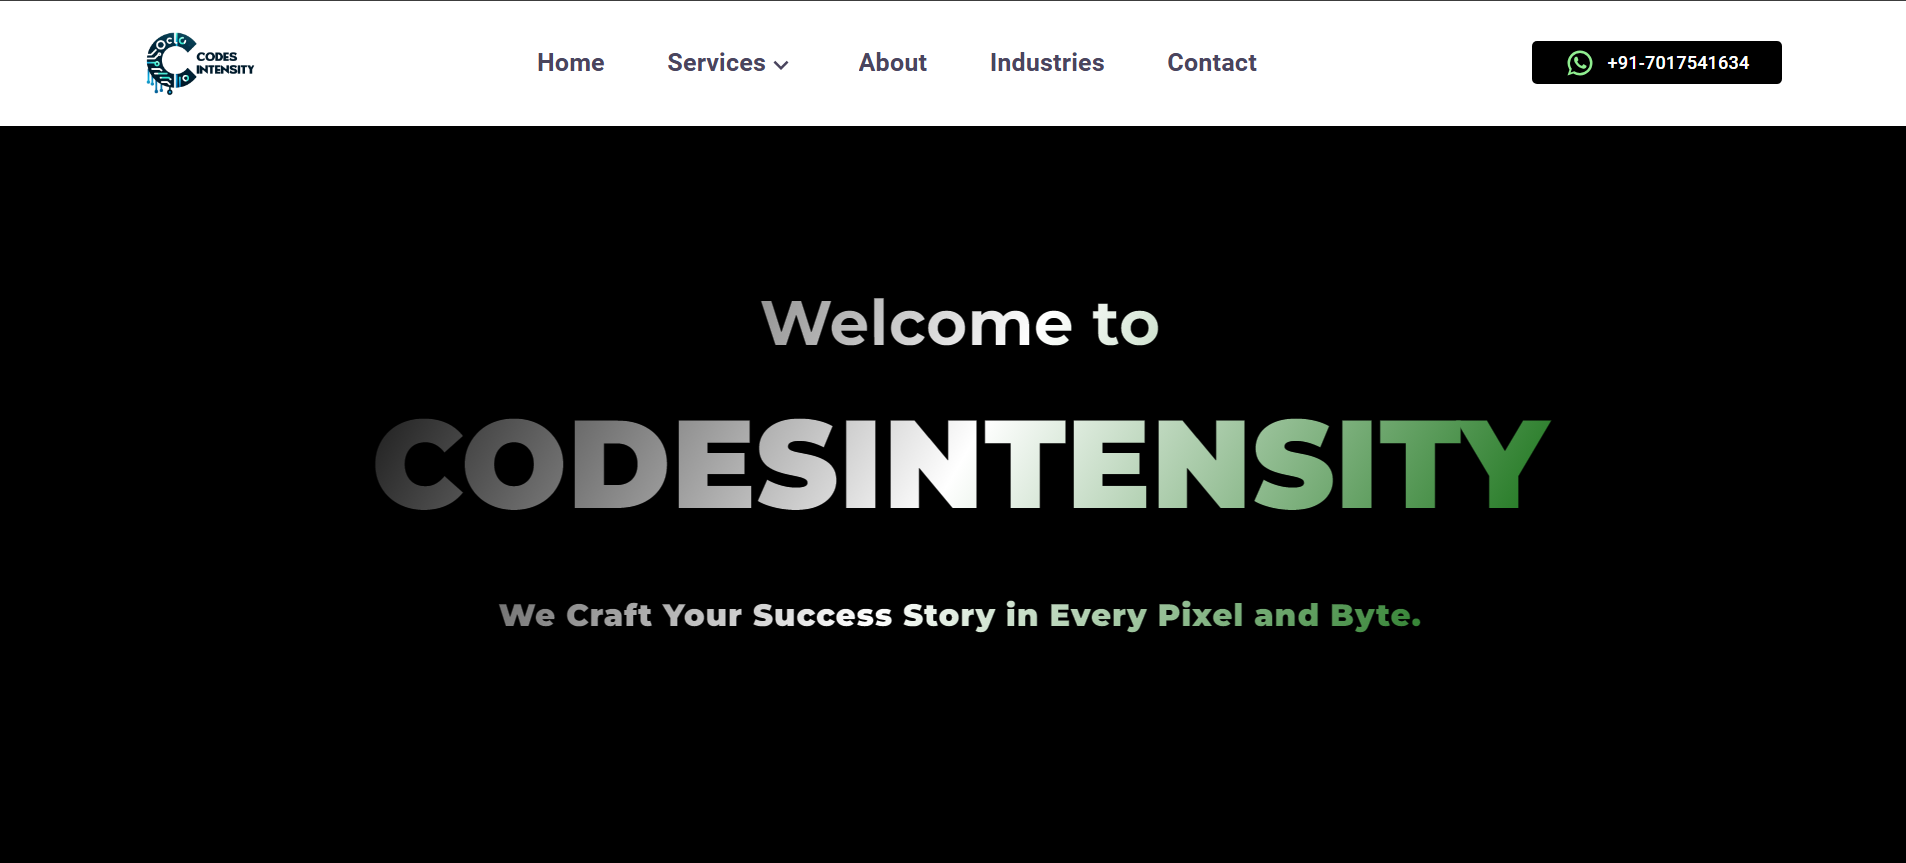 CODES
INTENSITY
Home Services About Industries Contact
+91-7017541634
Welcome to
CODESINTENSITY
We Craft Your Success Story in Every Pixel and Byte.